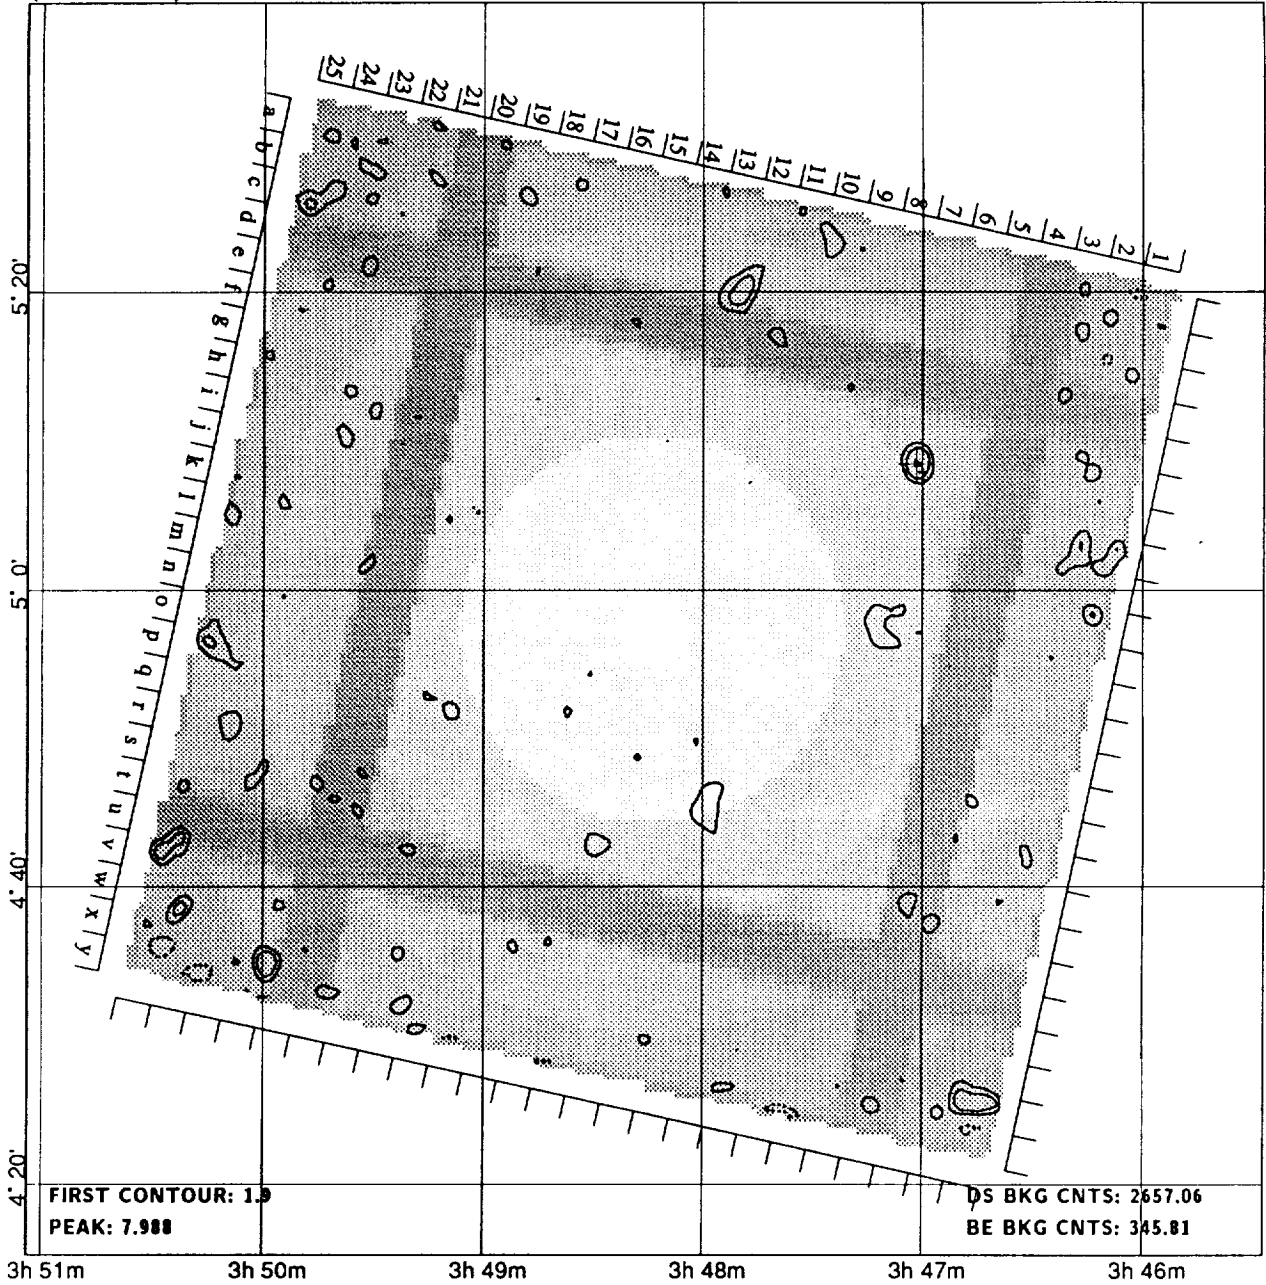 25 24 23 22 21 20 19 18 17 16 15 14 13 12 11 10 9 8 7 6 5 4 3 2 1
a b c d e f g h i j k l m n o p q r s t u v w x y
5° 20'
5° 0'
4° 40'
4° 20'
FIRST CONTOUR: 1.9
PEAK: 7.988
DS BKG CNTS: 2657.06
BE BKG CNTS: 345.81
3h 51m 3h 50m 3h 49m 3h 48m 3h 47m 3h 46m